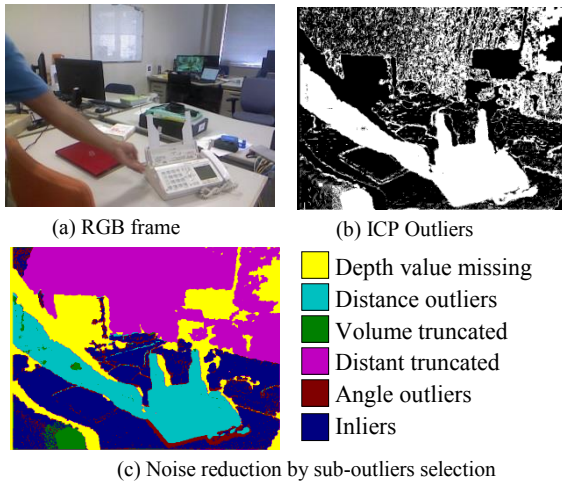 (a) RGB frame
(b) ICP Outliers
Depth value missing
Distance outliers
Volume truncated
Distant truncated
Angle outliers
Inliers
(c) Noise reduction by sub-outliers selection